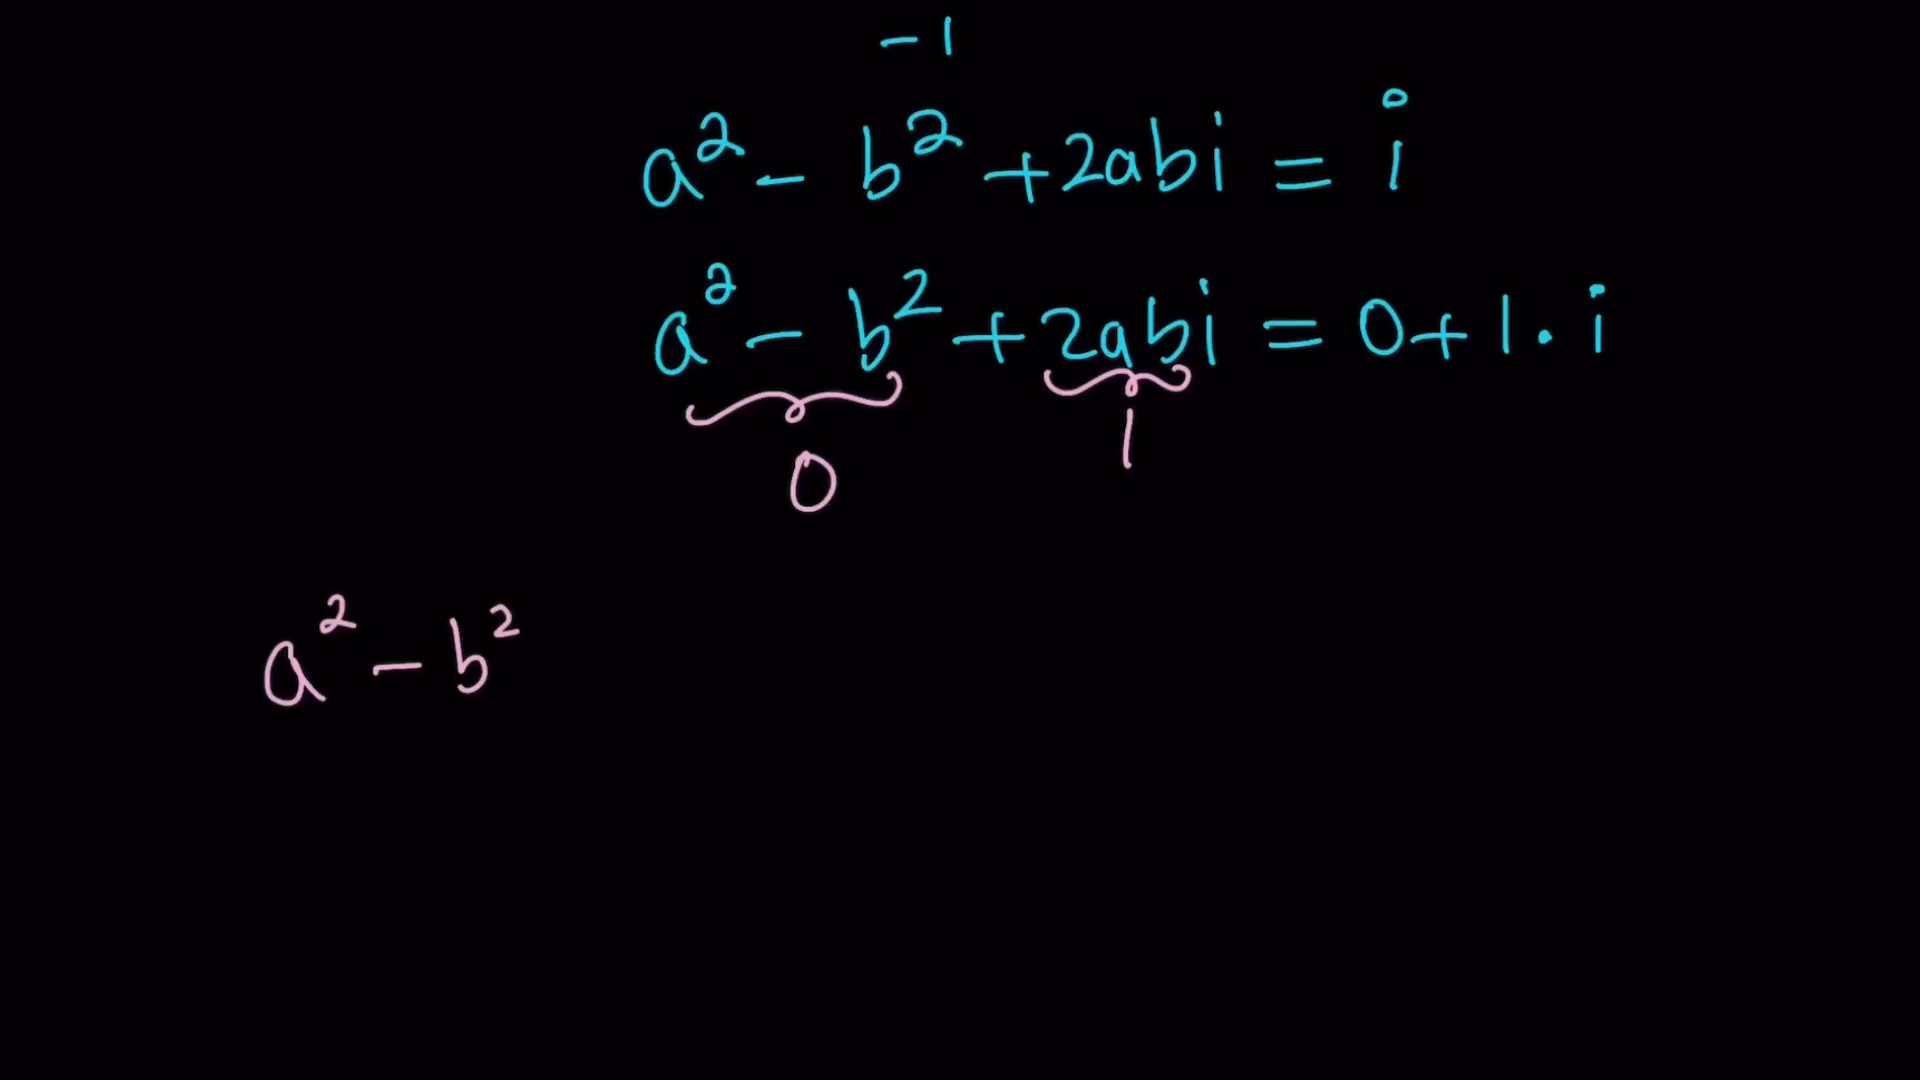 -1
a² - b² + 2abi = i
a² - b² + 2abi = 0 + 1 · i
0 1
a² - b²